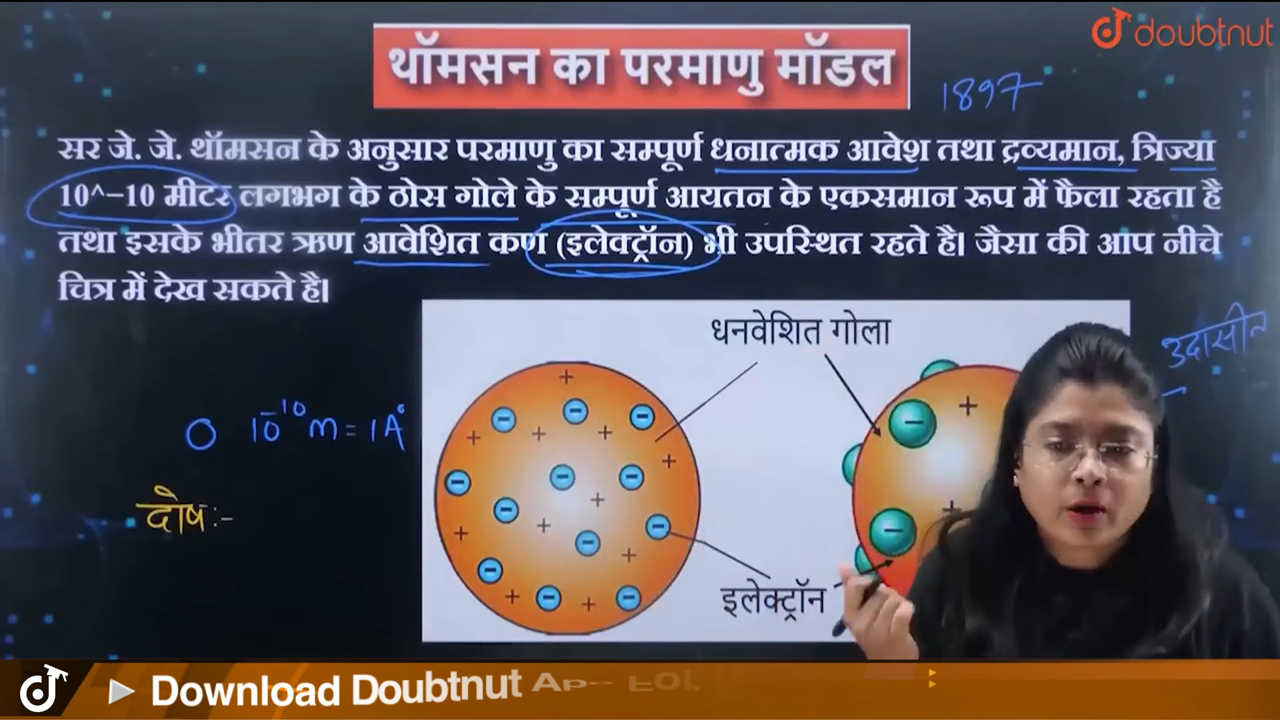 थॉमसन का परमाणु मॉडल
doubtnut
1897
सर जे. जे. थॉमसन के अनुसार परमाणु का सम्पूर्ण धनात्मक आवेश तथा द्रव्यमान, त्रिज्या
10^−10 मीटर लगभग के ठोस गोले के सम्पूर्ण आयतन के एकसमान रूप में फैला रहता है
तथा इसके भीतर ऋण आवेशित कण (इलेक्ट्रॉन) भी उपस्थित रहते है। जैसा की आप नीचे
चित्र में देख सकते है।
धनवेशित गोला
उदासीन
O 10⁻¹⁰ m = 1A°
दोष:-
इलेक्ट्रॉन
Download Doubtnut